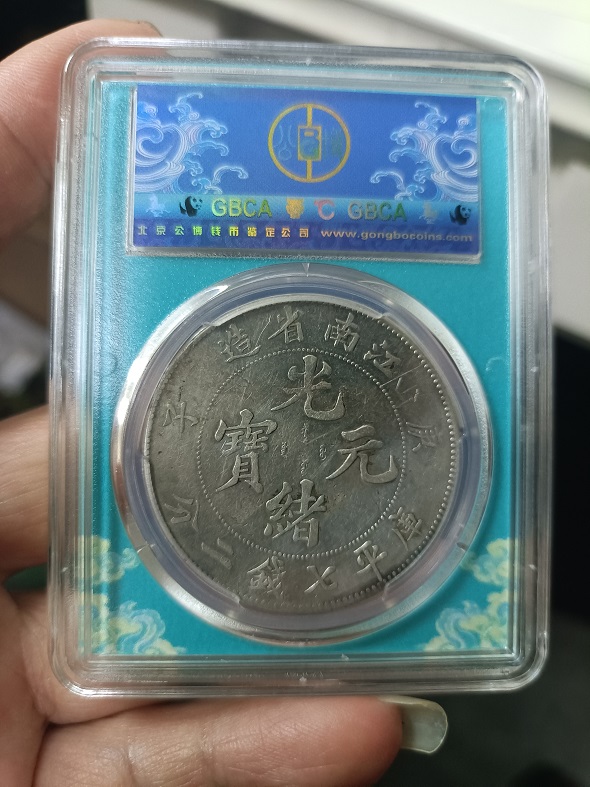 GBCA ℃ GBCA
北京公博钱币鉴定公司 www.gongbocoins.com
造省南江
庚
子
光緒元寶
庫平七錢二分